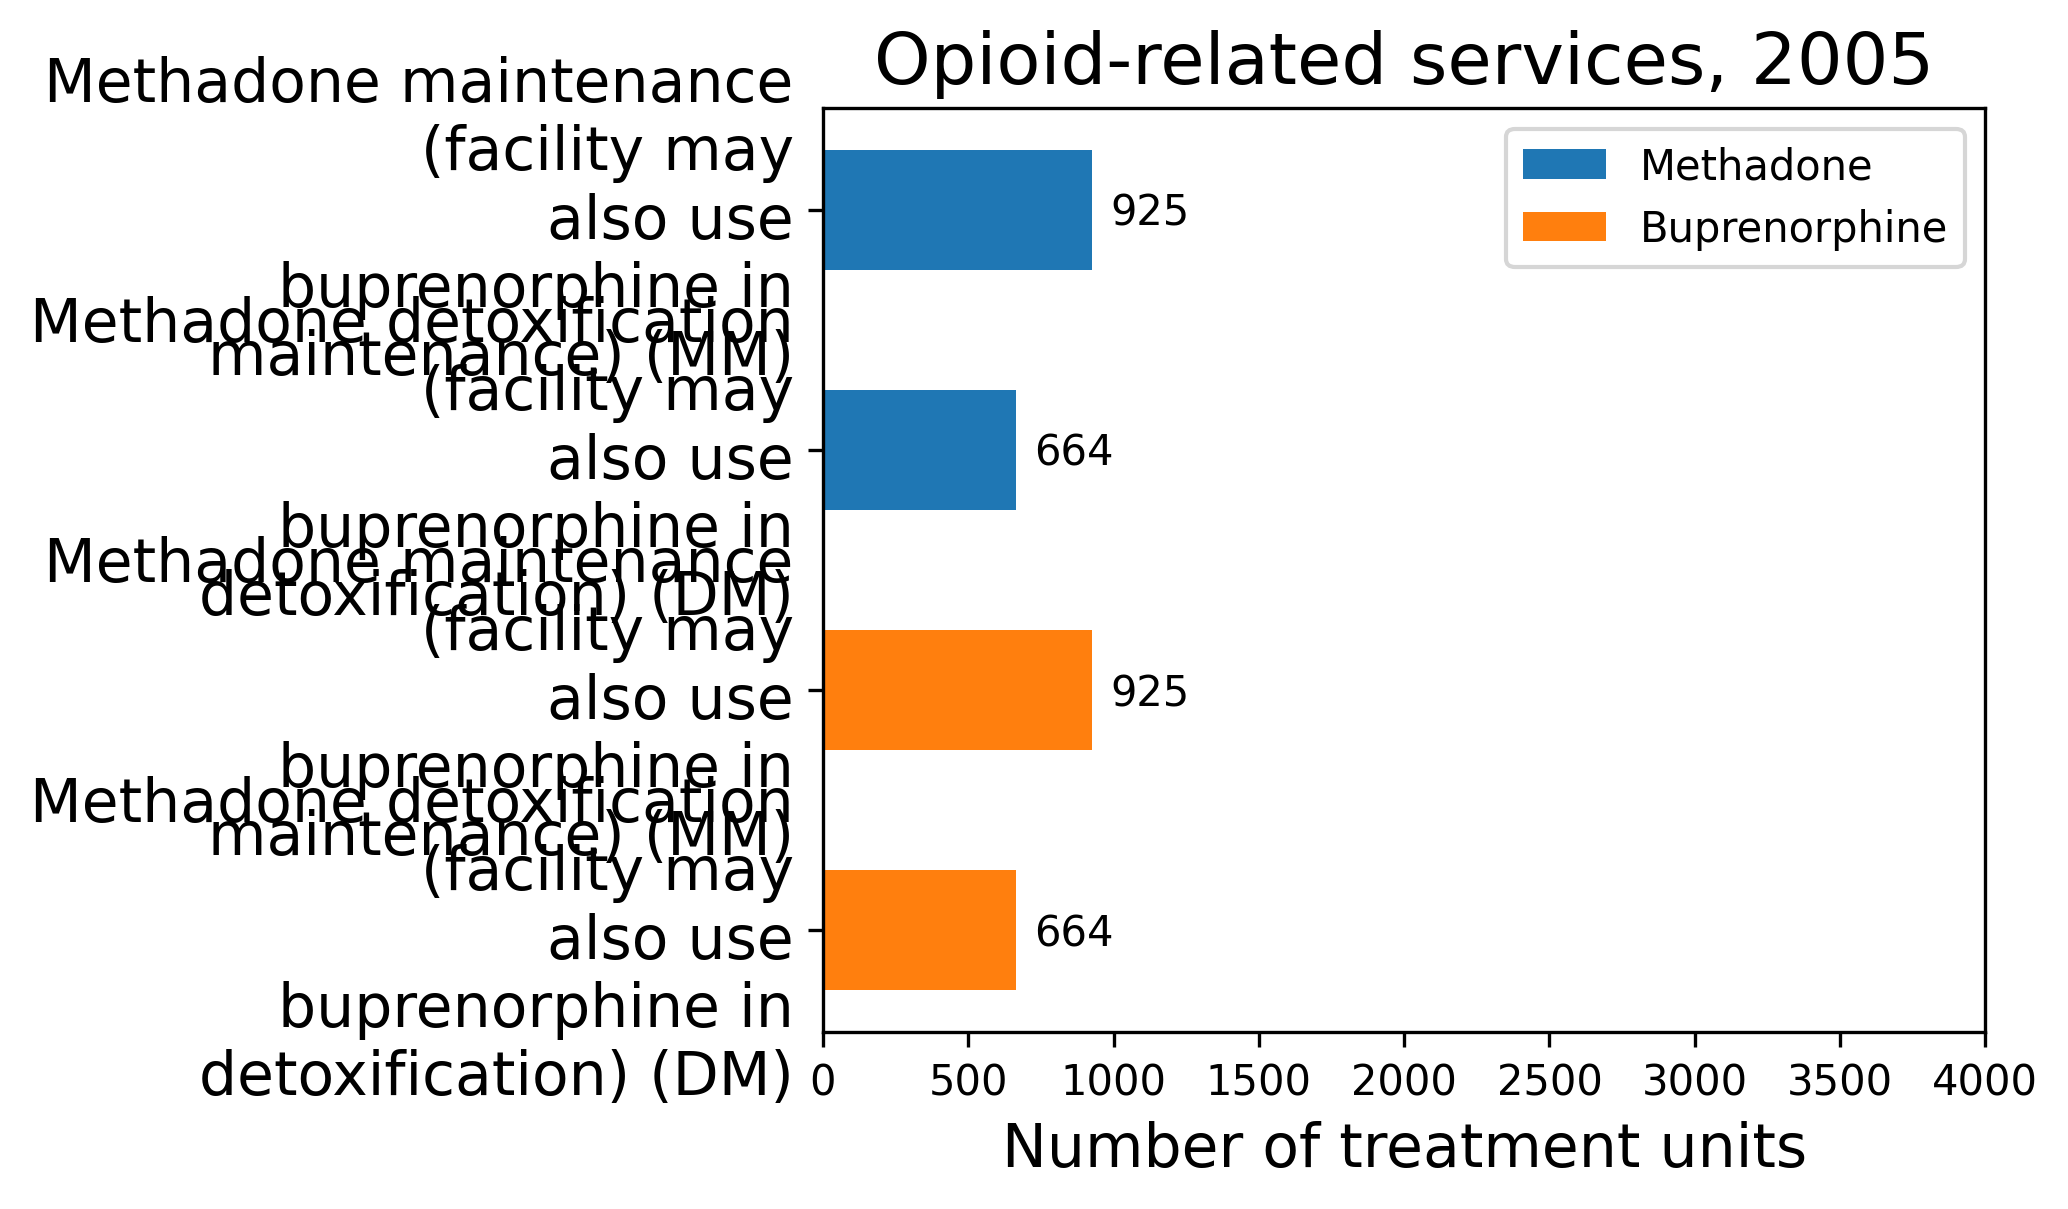 Opioid-related services, 2005
Methadone maintenance
(facility may
also use
buprenorphine in
maintenance) (MM)
Methadone detoxification
(facility may
also use
buprenorphine in
detoxification) (DM)
Methadone maintenance
(facility may
also use
buprenorphine in
maintenance) (MM)
Methadone detoxification
(facility may
also use
buprenorphine in
detoxification) (DM)
925
664
925
664
Methadone
Buprenorphine
0 500 1000 1500 2000 2500 3000 3500 4000
Number of treatment units